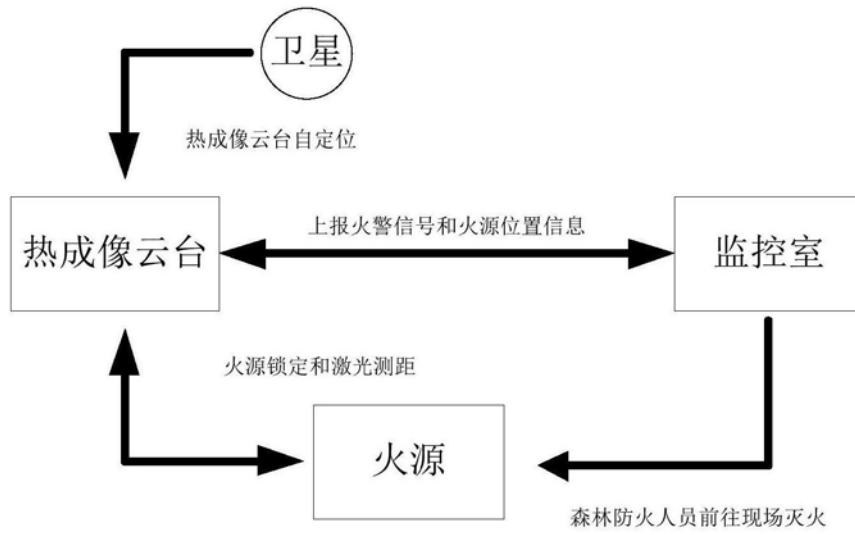 卫星
热成像云台自定位
上报火警信号和火源位置信息
热成像云台
监控室
火源锁定和激光测距
火源
森林防火人员前往现场灭火